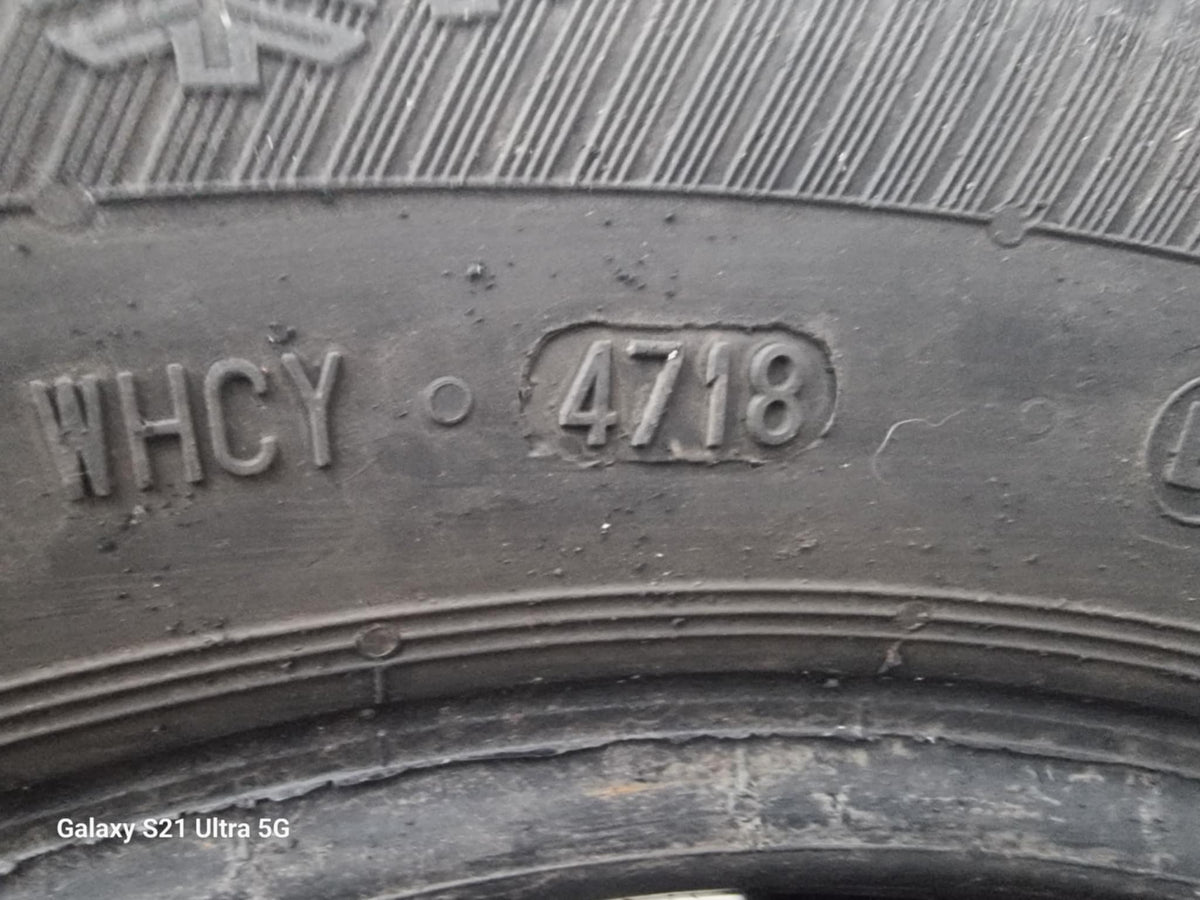 WHCY 4718
Galaxy S21 Ultra 5G